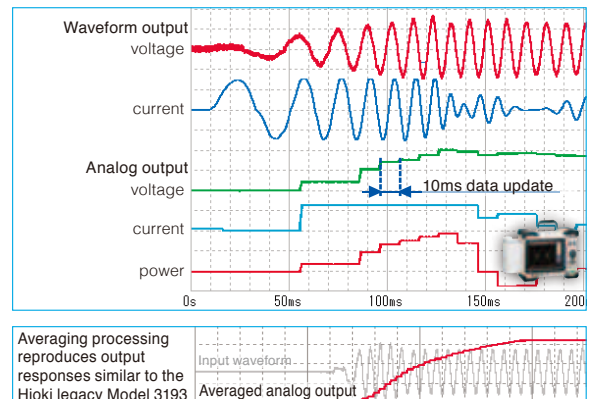 Waveform output
voltage
current
Analog output
voltage
10ms data update
current
power
0s 50ms 100ms 150ms 200
Averaging processing
reproduces output
responses similar to the
Hioki legacy Model 3193
Input waveform
Averaged analog output